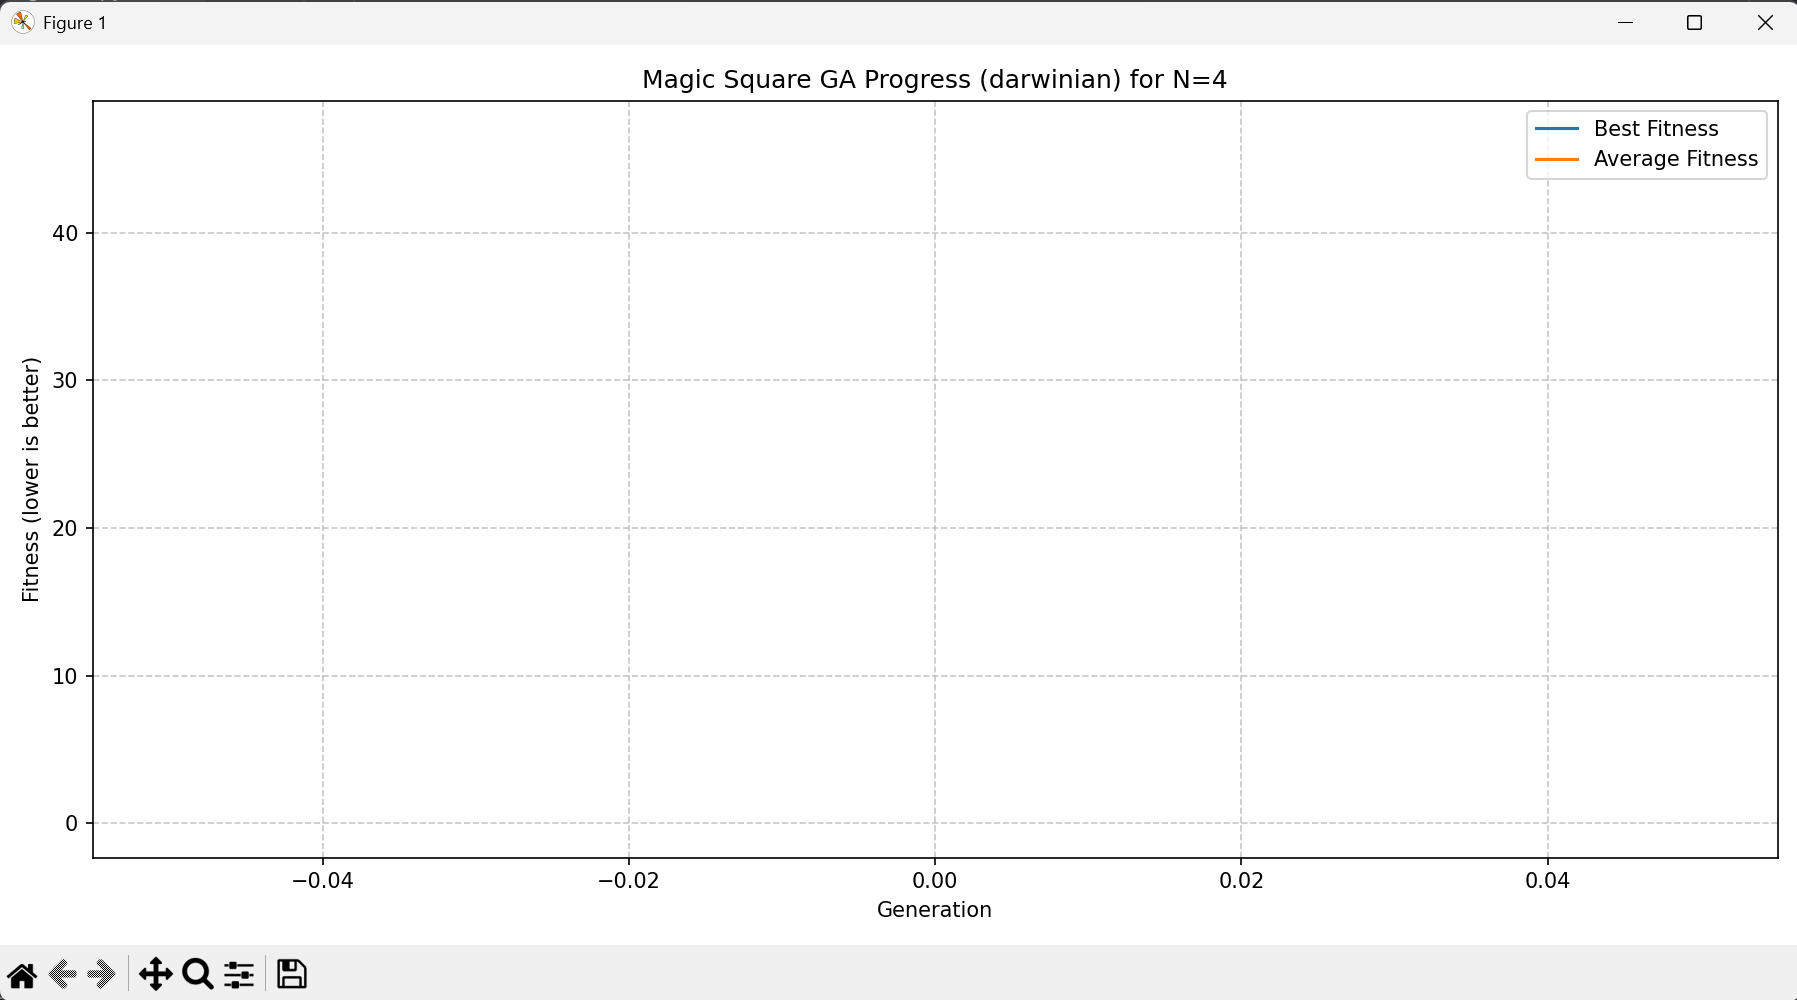 Figure 1
Magic Square GA Progress (darwinian) for N=4
Best Fitness
Average Fitness
Fitness (lower is better)
40
30
20
10
0
−0.04
−0.02
0.00
0.02
0.04
Generation